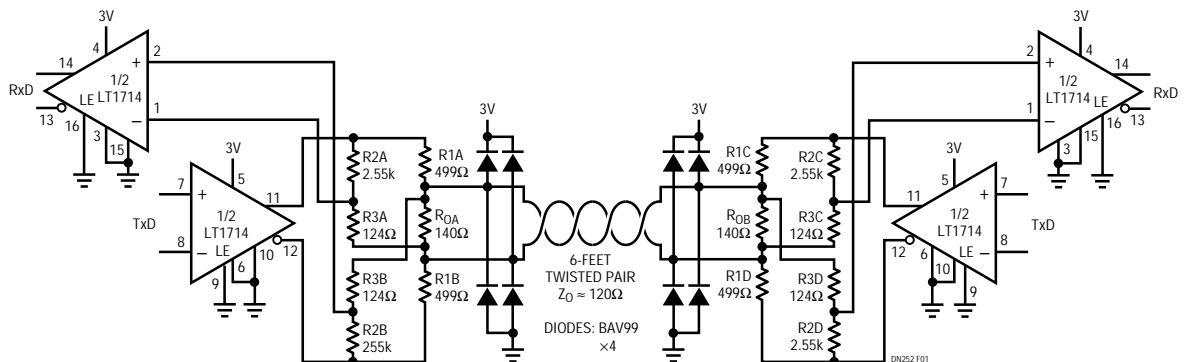 3V
4
2
14
+
1/2
LT1714
RxD
LE
1
−
13
16
3
15
3V
7
+
5
11
1/2
LT1714
TxD
LE
8
−
6
10
12
9
R2A
2.55k
R1A
499Ω
R3A
124Ω
ROA
140Ω
R3B
124Ω
R1B
499Ω
R2B
255k
3V
6-FEET
TWISTED PAIR
ZO ≈ 120Ω
DIODES: BAV99
×4
3V
R1C
499Ω
R2C
2.55k
ROB
140Ω
R3C
124Ω
R1D
499Ω
R3D
124Ω
R2D
2.55k
3V
2
+
4
14
1/2
LT1714
RxD
1
−
LE
3
15
16
13
3V
11
5
+
7
1/2
LT1714
TxD
12
LE
−
8
6
10
9
DN252 F01